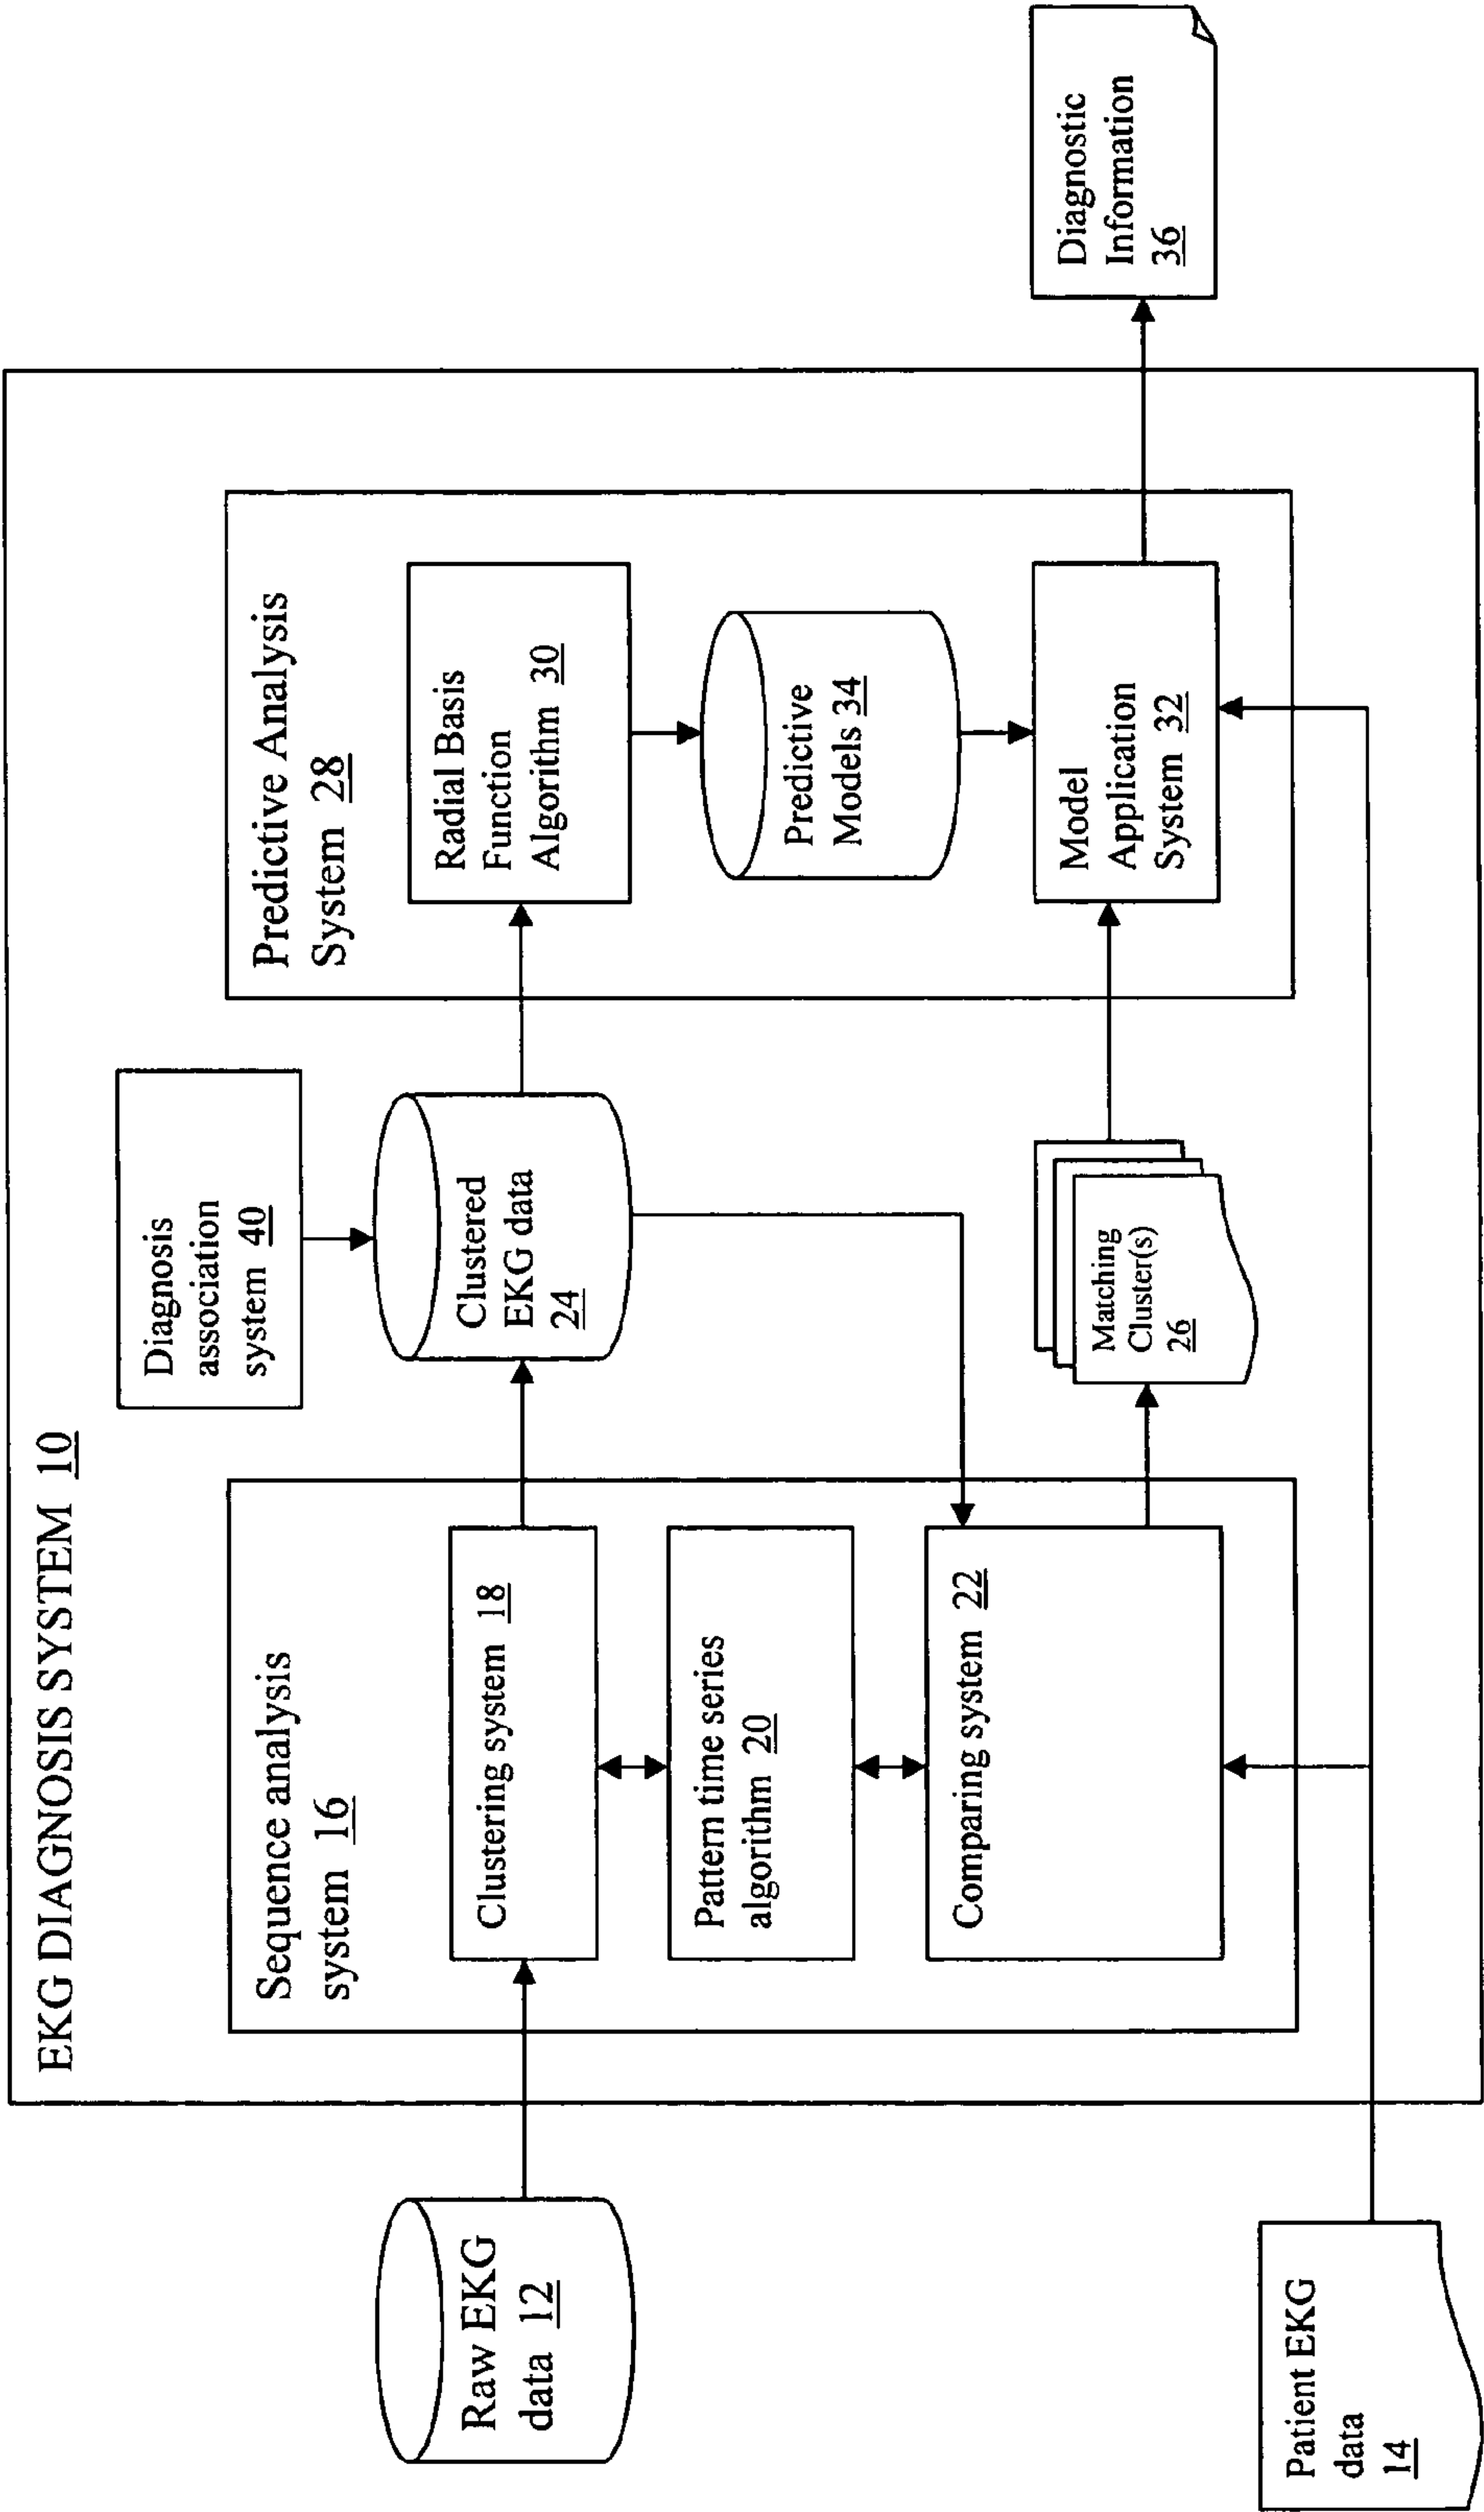 EKG DIAGNOSIS SYSTEM 10
Raw EKG
data 12
Patient EKG
data
14
Sequence analysis
system 16
Clustering system 18
Pattern time series
algorithm 20
Comparing system 22
Diagnosis
association
system 40
Clustered
EKG data
24
Matching
Cluster(s)
26
Predictive Analysis
System 28
Radial Basis
Function
Algorithm 30
Predictive
Models 34
Model
Application
System 32
Diagnostic
Information
36